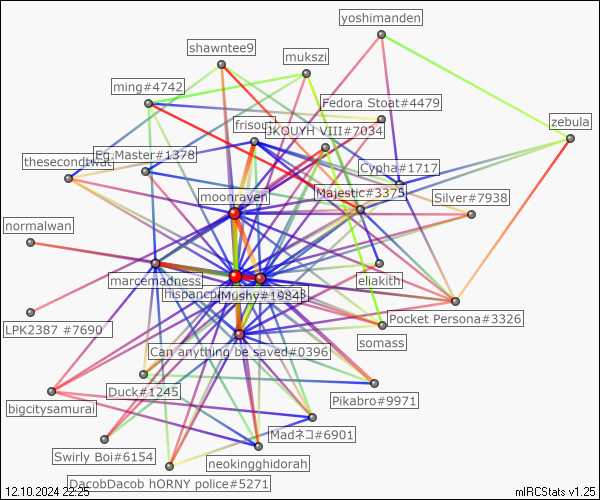 yoshimanden
shawntee9
mukszi
ming#4742
Fedora Stoat#4479
zebula
frisou
JKOUYH VIII#7034
Eg.Master#1378
thesecondtwat
Cypha#1717
moonraven
Majestic#3375
Silver#7938
normalwan
marcemadness
eliakith
Mushy#1984
LPK2387 #7690
Pocket Persona#3326
somass
Can anything be saved#0396
Duck#1245
Pikabro#9971
bigcitysamurai
Madネコ#6901
Swirly Boi#6154
neokingghidorah
DacobDacob hORNY police#5271
12.10.2024 22:25
mIRCStats v1.25